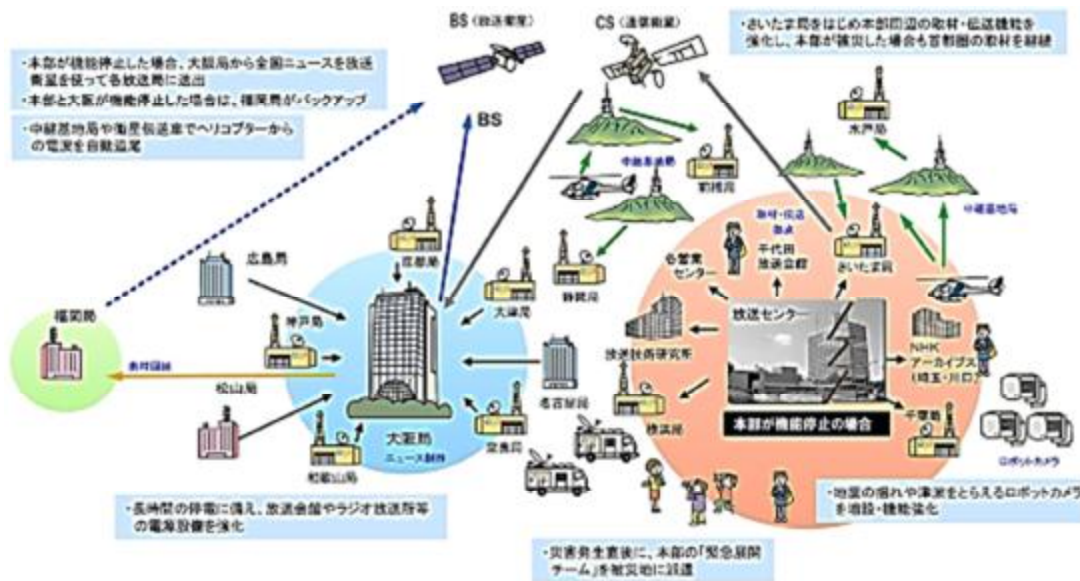 BS（放送衛星）
CS（通信衛星）
・さいたま局をはじめ本部周辺の取材・伝送機能を
強化し、本部が被災した場合も首都圏の取材を継続
・本部が機能停止した場合、大阪局から全国ニュースを放送
衛星を使って各放送局に送出
・本部と大阪が機能停止した場合は、福岡局がバックアップ
・中継基地局や衛星伝送車でヘリコプターから
の電波を自動追尾
BS
水戸局
中継基地局
前橋局
中継基地局
取材・伝送
拠点
千代田
放送会館
さいたま局
各営業
センター
静岡局
京都局
広島局
大津局
福岡局
神戸局
放送センター
放送技術研究所
NHK
アーカイブス
（埼玉・川口）
素材回線
松山局
名古屋局
横浜局
本部が機能停止の場合
千葉局
大阪局
ニュース制作
奈良局
和歌山局
ロボットカメラ
・長時間の停電に備え、放送会館やラジオ放送所等
の電源設備を強化
・地震の揺れや津波をとらえるロボットカメラ
を増設・機能強化
・災害発生直後に、本部の「緊急展開
チーム」を被災地に派遣